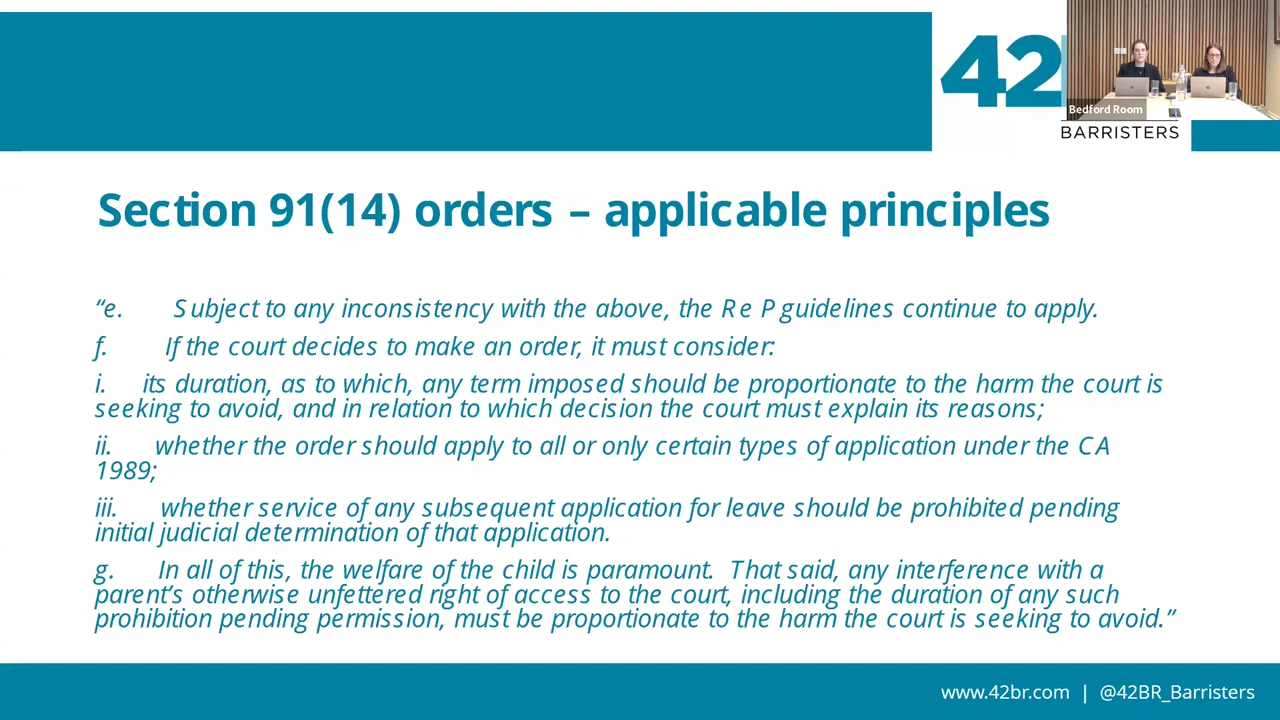 42
Bedford Room
BARRISTERS
Section 91(14) orders – applicable principles
“e. Subject to any inconsistency with the above, the Re P guidelines continue to apply.
f. If the court decides to make an order, it must consider:
i. its duration, as to which, any term imposed should be proportionate to the harm the court is
seeking to avoid, and in relation to which decision the court must explain its reasons;
ii. whether the order should apply to all or only certain types of application under the CA
1989;
iii. whether service of any subsequent application for leave should be prohibited pending
initial judicial determination of that application.
g. In all of this, the welfare of the child is paramount. That said, any interference with a
parent’s otherwise unfettered right of access to the court, including the duration of any such
prohibition pending permission, must be proportionate to the harm the court is seeking to avoid.”
www.42br.com | @42BR_Barristers